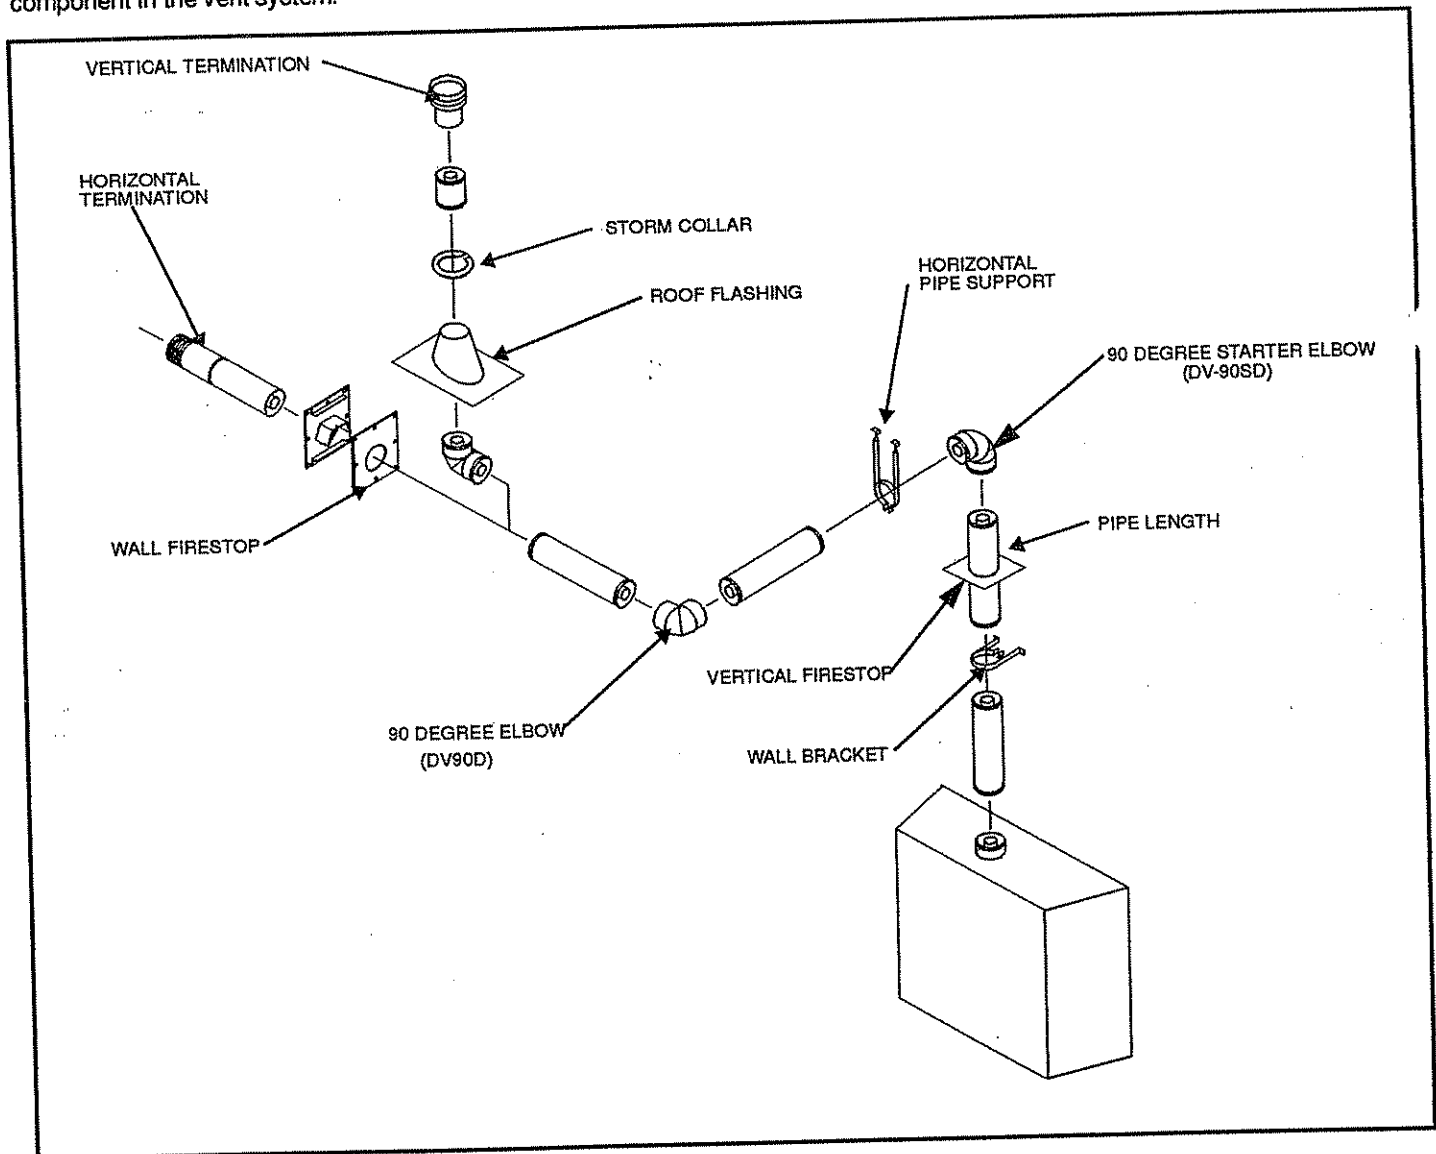 component in the vent system.
VERTICAL TERMINATION
HORIZONTAL
TERMINATION
STORM COLLAR
ROOF FLASHING
HORIZONTAL
PIPE SUPPORT
90 DEGREE STARTER ELBOW
(DV-90SD)
PIPE LENGTH
WALL FIRESTOP
VERTICAL FIRESTOP
90 DEGREE ELBOW
(DV90D)
WALL BRACKET